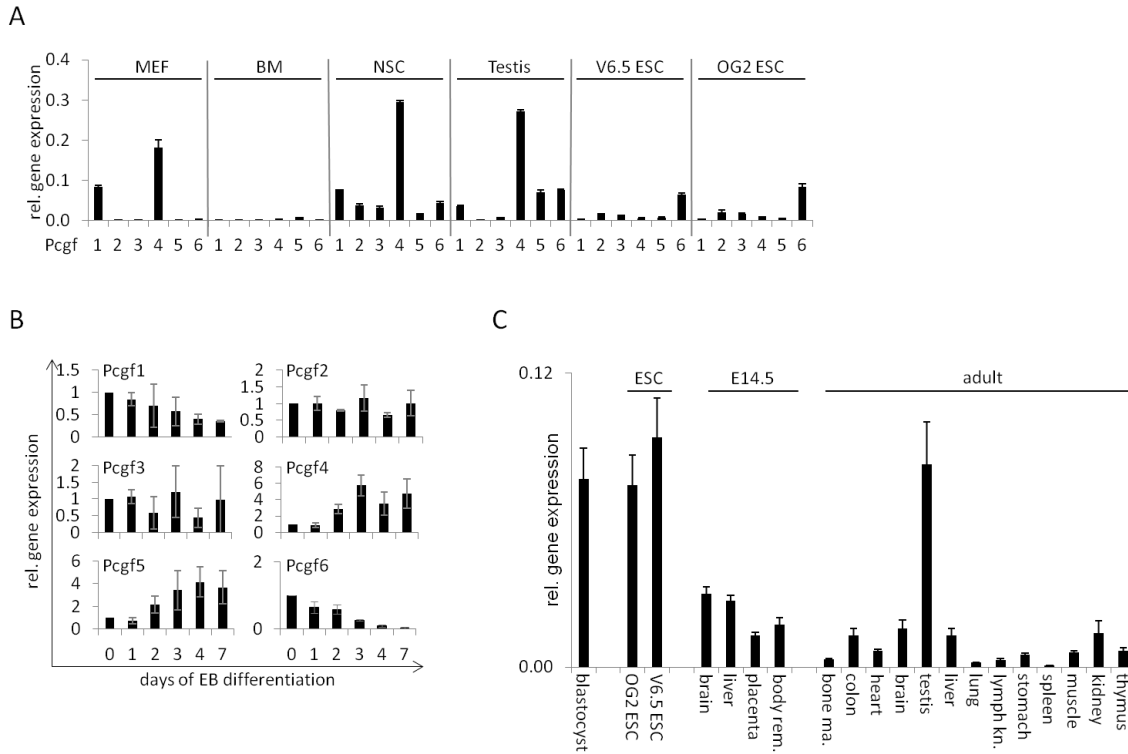 A
MEF BM NSC Testis V6.5 ESC OG2 ESC
rel. gene expression
0.4
0.3
0.2
0.1
0.0
Pcgf 1 2 3 4 5 6 1 2 3 4 5 6 1 2 3 4 5 6 1 2 3 4 5 6 1 2 3 4 5 6 1 2 3 4 5 6
B
rel. gene expression
Pcgf1
1.5
1
0.5
0
Pcgf2
2
1.5
1
0.5
0
Pcgf3
2
1.5
1
0.5
0
Pcgf4
8
6
4
2
0
Pcgf5
6
4
2
0
Pcgf6
2
1
0
0 1 2 3 4 7 0 1 2 3 4 7
days of EB differentiation
C
ESC E14.5 adult
rel. gene expression
0.12
0.00
blastocyst
OG2 ESC
V6.5 ESC
brain
liver
placenta
body rem.
bone ma.
colon
heart
brain
testis
liver
lung
lymph kn.
stomach
spleen
muscle
kidney
thymus